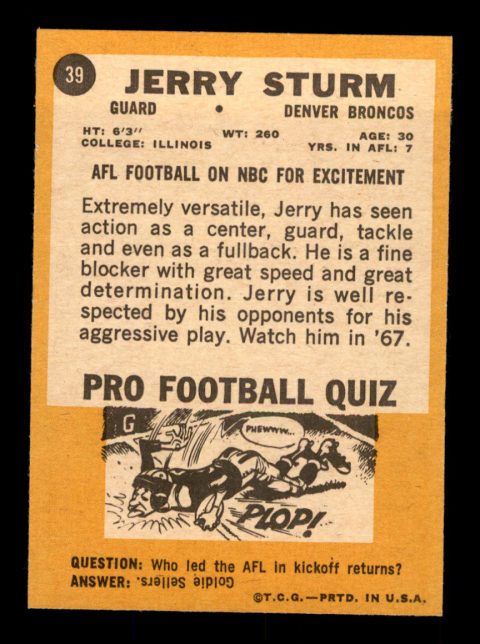 39
JERRY STURM
GUARD • DENVER BRONCOS
HT: 6'3" WT: 260 AGE: 30
COLLEGE: ILLINOIS YRS. IN AFL: 7
AFL FOOTBALL ON NBC FOR EXCITEMENT
Extremely versatile, Jerry has seen
action as a center, guard, tackle
and even as a fullback. He is a fine
blocker with great speed and great
determination. Jerry is well re-
spected by his opponents for his
aggressive play. Watch him in '67.
PRO FOOTBALL QUIZ
G
PHEWWW...
PLOP!
QUESTION: Who led the AFL in kickoff returns?
ANSWER: Goldie Sellers.
©T.C.G.—PRTD. IN U.S.A.